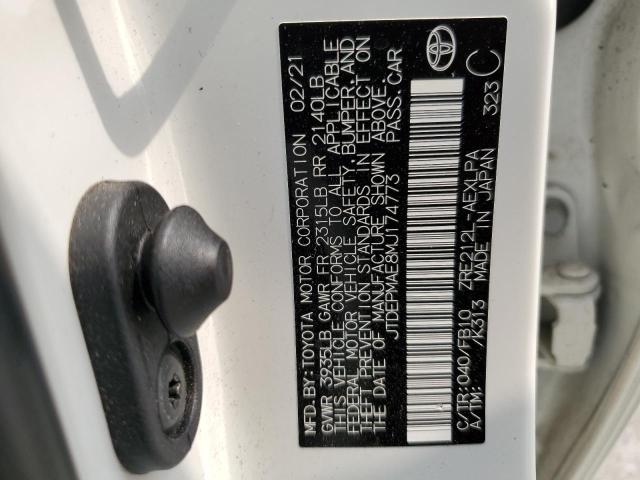 MFD.BY:TOYOTA MOTOR CORPORATION 02/21
GVWR 3935LB GAWR FR 2315LB RR 2140LB
THIS VEHICLE CONFORMS TO ALL APPLICABLE
FEDERAL MOTOR VEHICLE SAFETY,BUMPER,AND
THEFT PREVENTION STANDARDS IN EFFECT ON
THE DATE OF MANUFACTURE SHOWN ABOVE.
JTDEPMAE8MJ174773 PASS.CAR
C/TR:040/FB10 ZRE212L-AEXLPA
A/TM: /K313 MADE IN JAPAN 323 C